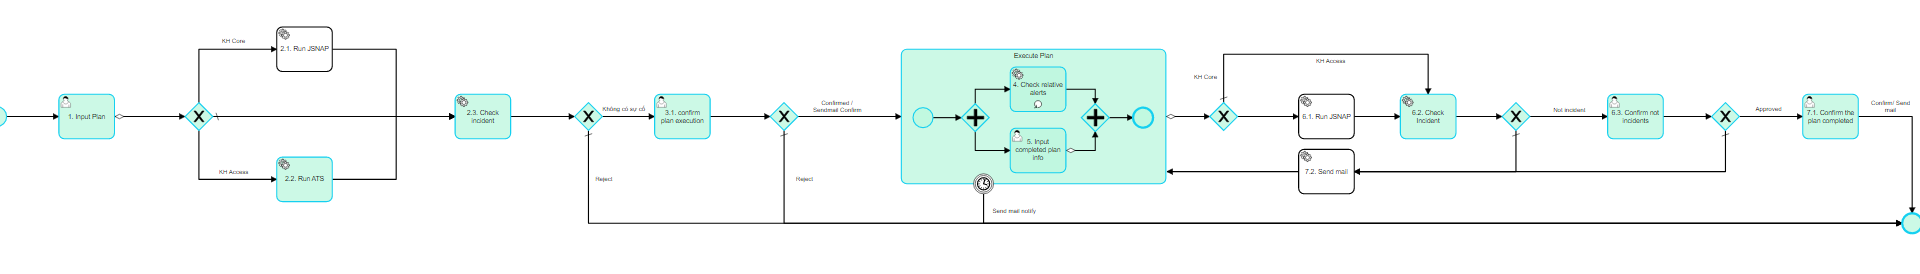 KH Core
2.1. Run JSNAP
1. Input Plan
KH Access
2.2. Run ATS
2.3. Check
incident
Không có sự cố
3.1. confirm
plan execution
Reject
Confirmed /
Sendmail Confirm
Reject
Execute Plan
4. Check relative
alerts
5. Input
completed plan
info
Send mail notify
KH Core
KH Access
6.1. Run JSNAP
6.2. Check
Incident
7.2. Send mail
Not incident
6.3. Confirm not
incidents
Approved
7.1. Confirm the
plan completed
Confirm/ Send
mail